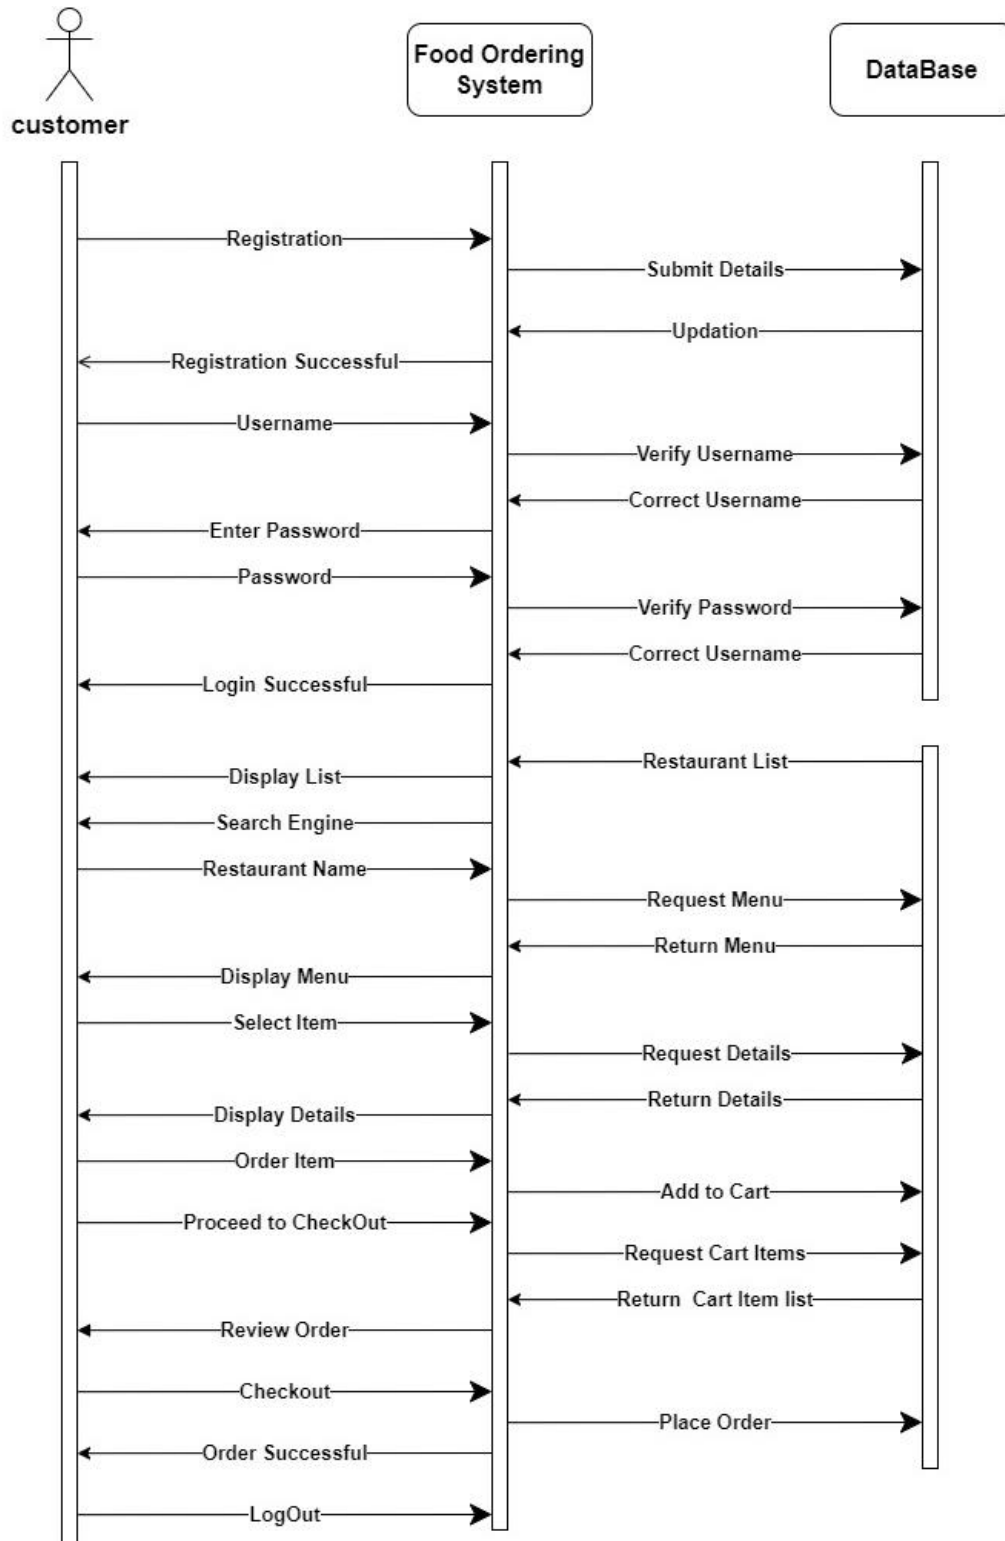 customer
Food Ordering
System
DataBase
Registration
Submit Details
Updation
Registration Successful
Username
Verify Username
Correct Username
Enter Password
Password
Verify Password
Correct Username
Login Successful
Restaurant List
Display List
Search Engine
Restaurant Name
Request Menu
Return Menu
Display Menu
Select Item
Request Details
Return Details
Display Details
Order Item
Add to Cart
Proceed to CheckOut
Request Cart Items
Return  Cart Item list
Review Order
Checkout
Place Order
Order Successful
LogOut